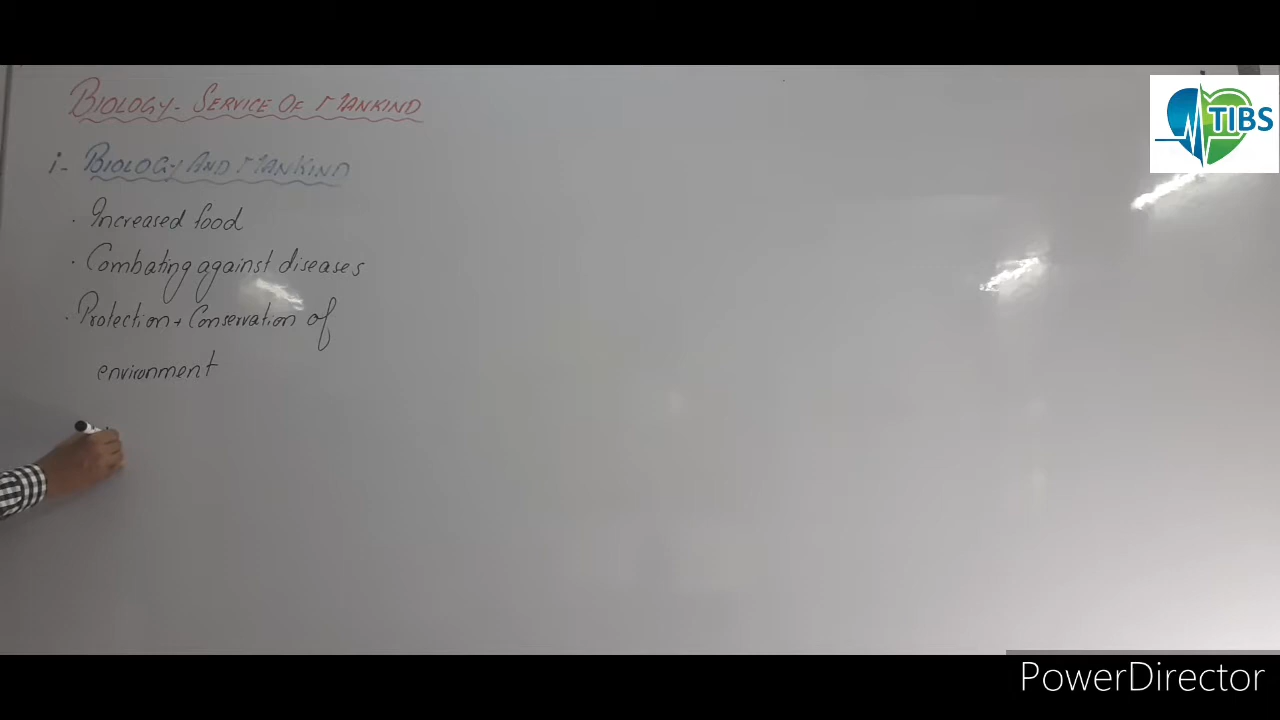 BIOLOGY - SERVICE OF MANKIND
TIBS
i - BIOLOGY AND MANKIND
· Increased food
· Combating against diseases
· Protection + Conservation of
environment
PowerDirector